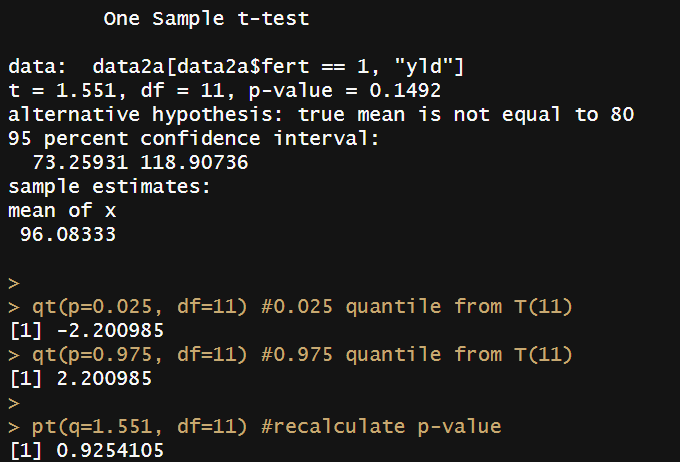 One Sample t-test
data:  data2a[data2a$fert == 1, "yld"]
t = 1.551, df = 11, p-value = 0.1492
alternative hypothesis: true mean is not equal to 80
95 percent confidence interval:
  73.25931 118.90736
sample estimates:
mean of x
 96.08333
>
> qt(p=0.025, df=11) #0.025 quantile from T(11)
[1] -2.200985
> qt(p=0.975, df=11) #0.975 quantile from T(11)
[1] 2.200985
>
> pt(q=1.551, df=11) #recalculate p-value
[1] 0.9254105